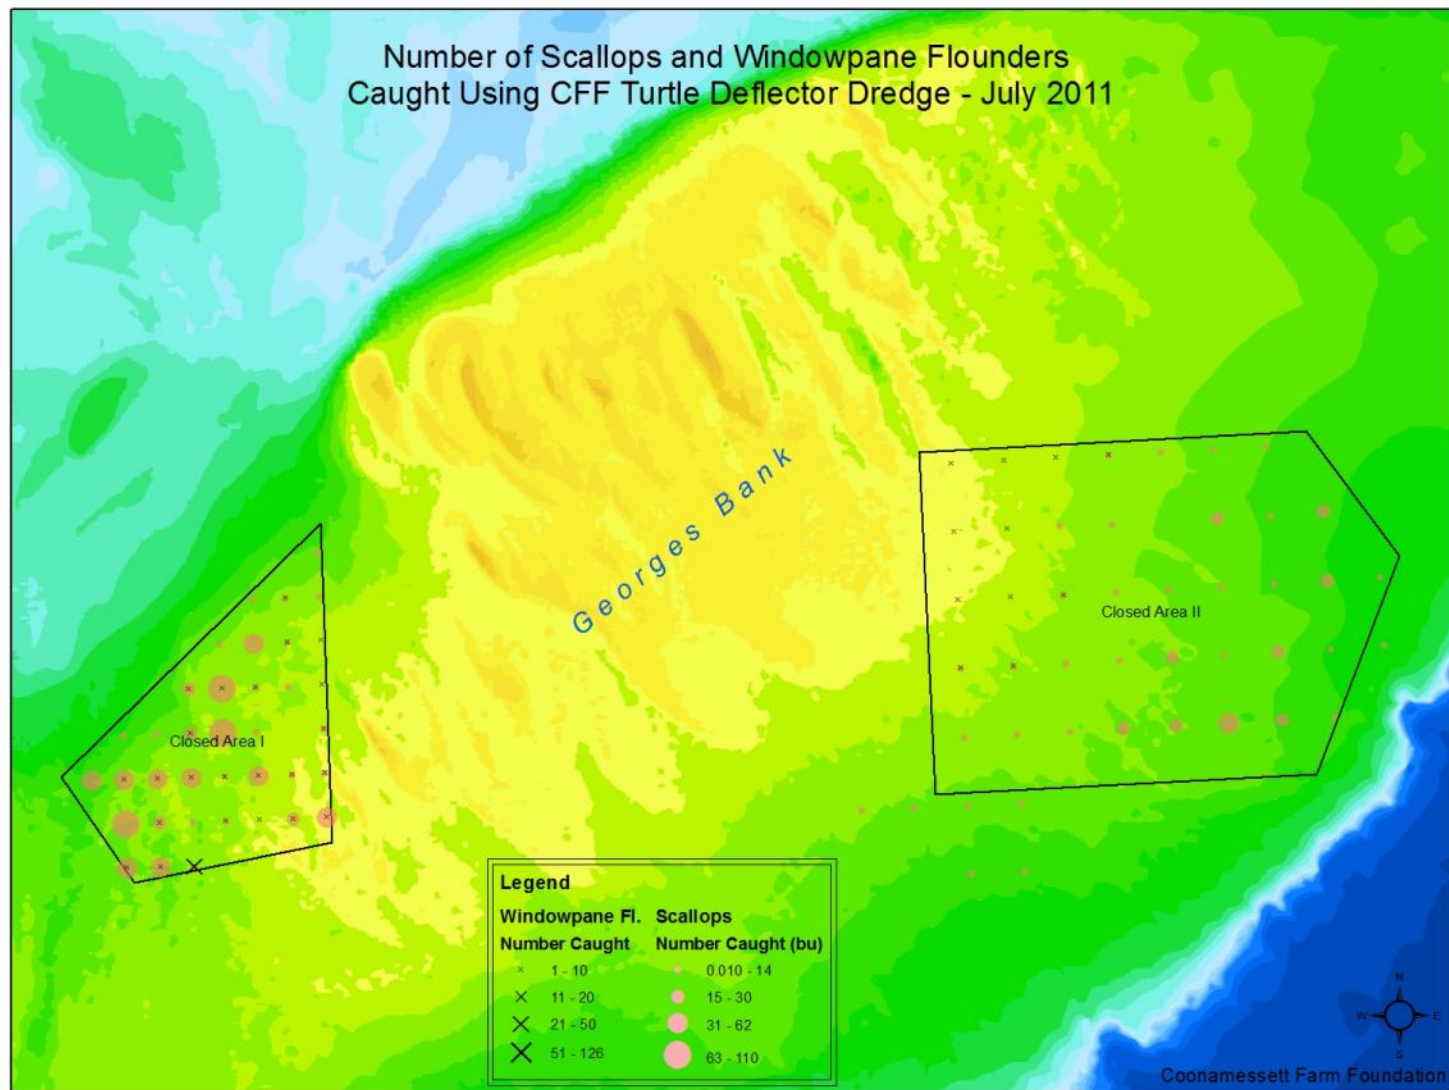 Number of Scallops and Windowpane Flounders
Caught Using CFF Turtle Deflector Dredge - July 2011
Georges Bank
Closed Area II
Closed Area I
Legend
Windowpane Fl. Scallops
Number Caught Number Caught (bu)
1 - 10 0.010 - 14
11 - 20 15 - 30
21 - 50 31 - 62
51 - 126 63 - 110
N
W E
S
Coonamessett Farm Foundation